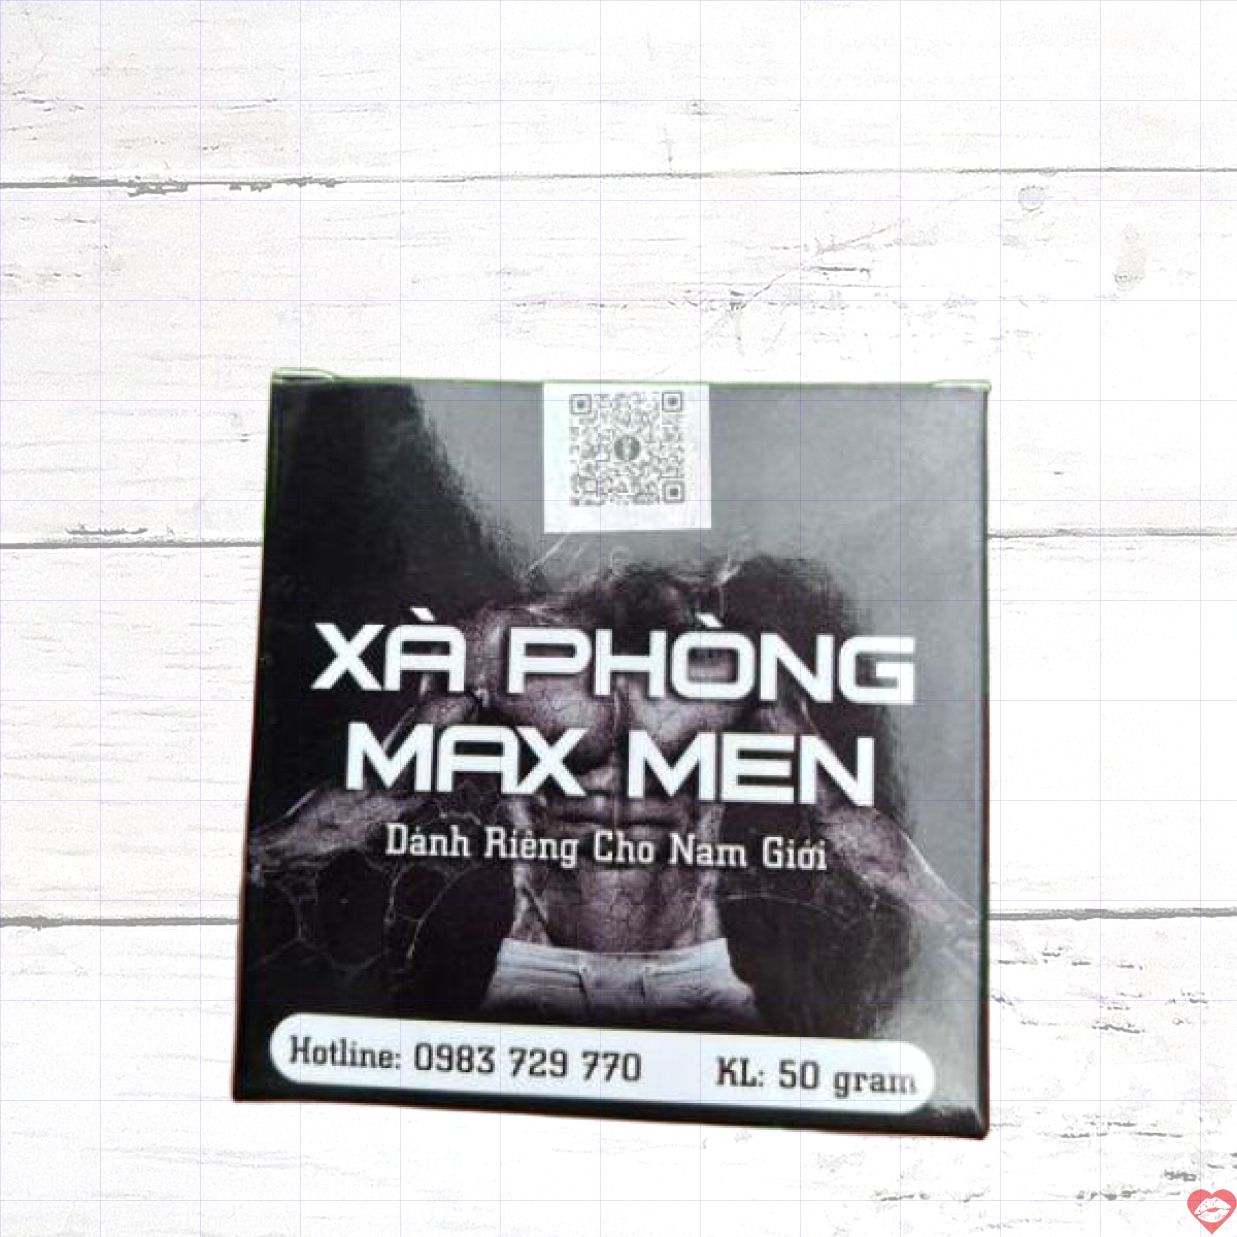 XÀ PHÒNG
MAX MEN
Dành Riêng Cho Nam Giới
Hotline: 0983 729 770 KL: 50 gram